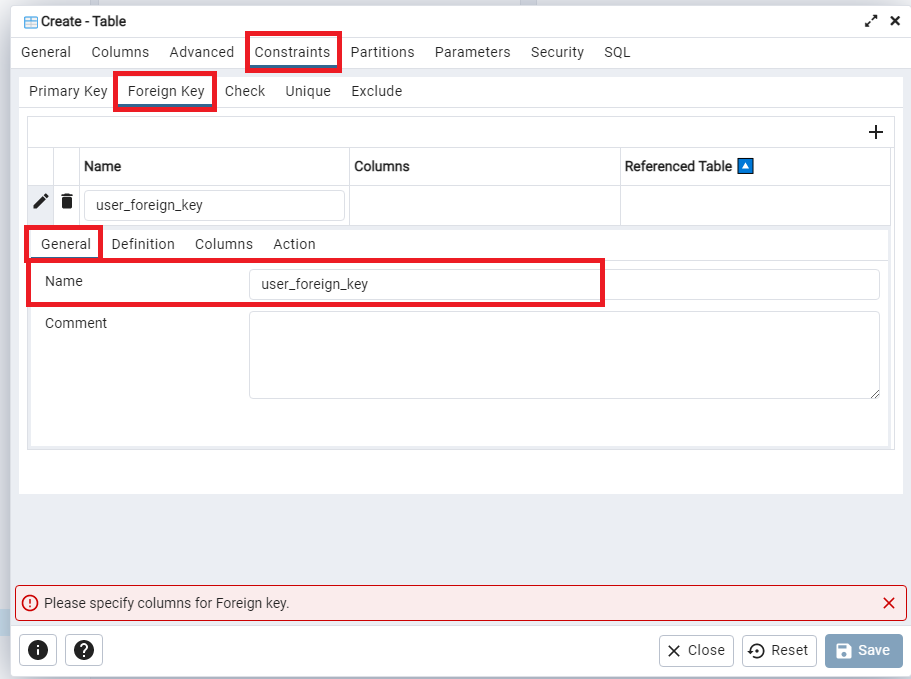 Create - Table
General Columns Advanced Constraints Partitions Parameters Security SQL
Primary Key Foreign Key Check Unique Exclude
Name Columns Referenced Table
user_foreign_key
General Definition Columns Action
Name user_foreign_key
Comment
Please specify columns for Foreign key.
Close Reset Save